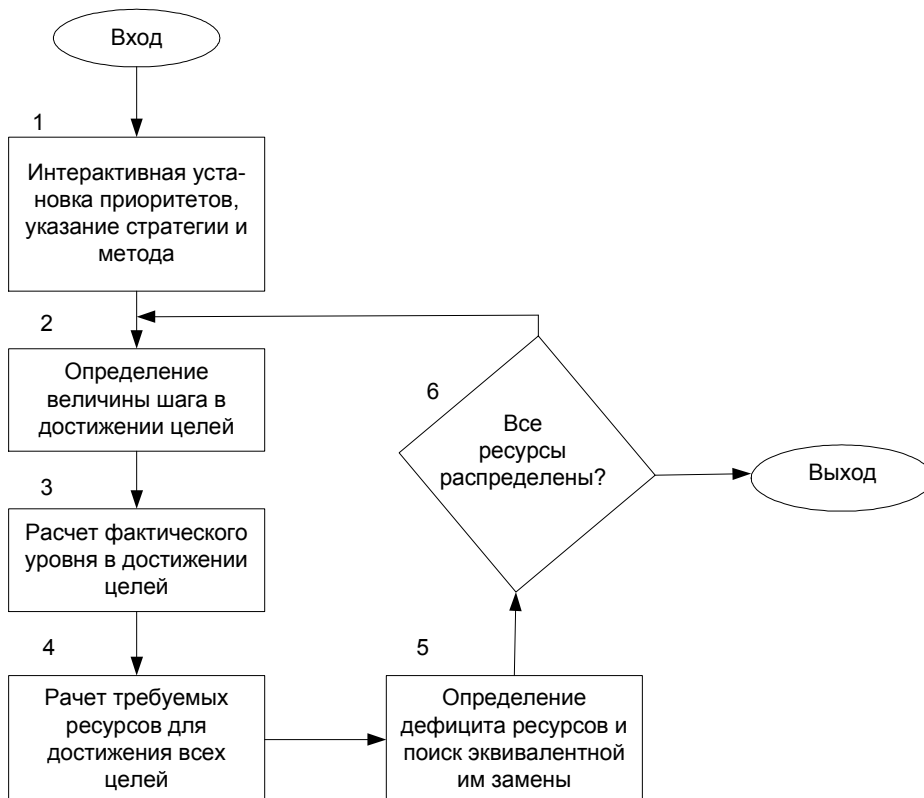 Вход
1
Интерактивная уста-
новка приоритетов,
указание стратегии и
метода
2
Определение
величины шага в
достижении целей
3
Расчет фактического
уровня в достижении
целей
4
Рачет требуемых
ресурсов для
достижения всех
целей
5
Определение
дефицита ресурсов и
поиск эквивалентной
им замены
6
Все
ресурсы
распределены?
Выход